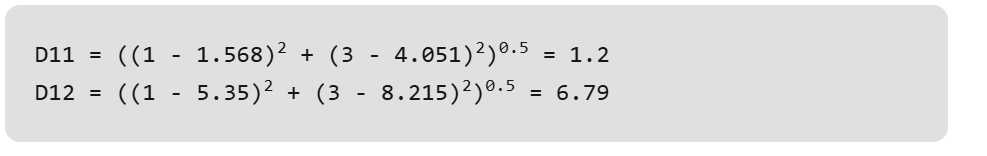 D11 = ((1 - 1.568)² + (3 - 4.051)²)⁰·⁵ = 1.2
D12 = ((1 - 5.35)² + (3 - 8.215)²)⁰·⁵ = 6.79